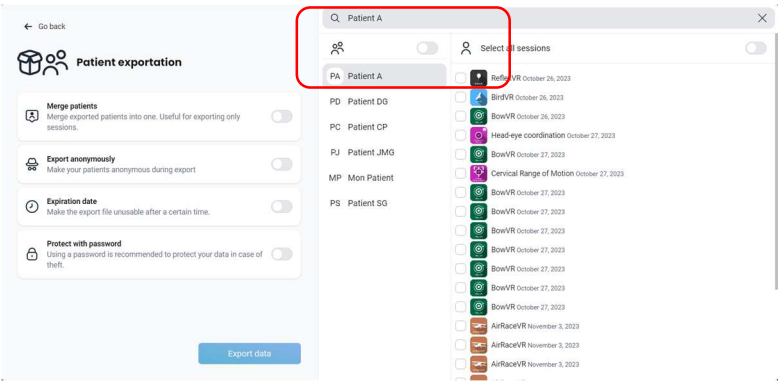 Go back
Patient exportation
Merge patients
Merge exported patients into one. Useful for exporting only
sessions.
Export anonymously
Make your patients anonymous during export
Expiration date
Make the export file unusable after a certain time.
Protect with password
Using a password is recommended to protect your data in case of
theft.
Export data
Patient A
PA Patient A
PD Patient DG
PC Patient CP
PJ Patient JMG
MP Mon Patient
PS Patient SG
Select all sessions
ReflexVR October 26, 2023
BirdVR October 26, 2023
BowVR October 26, 2023
Head-eye coordination October 27, 2023
BowVR October 27, 2023
Cervical Range of Motion October 27, 2023
BowVR October 27, 2023
BowVR October 27, 2023
BowVR October 27, 2023
BowVR October 27, 2023
BowVR October 27, 2023
BowVR October 27, 2023
BowVR October 27, 2023
AirRaceVR November 3, 2023
AirRaceVR November 3, 2023
AirRaceVR November 3, 2023